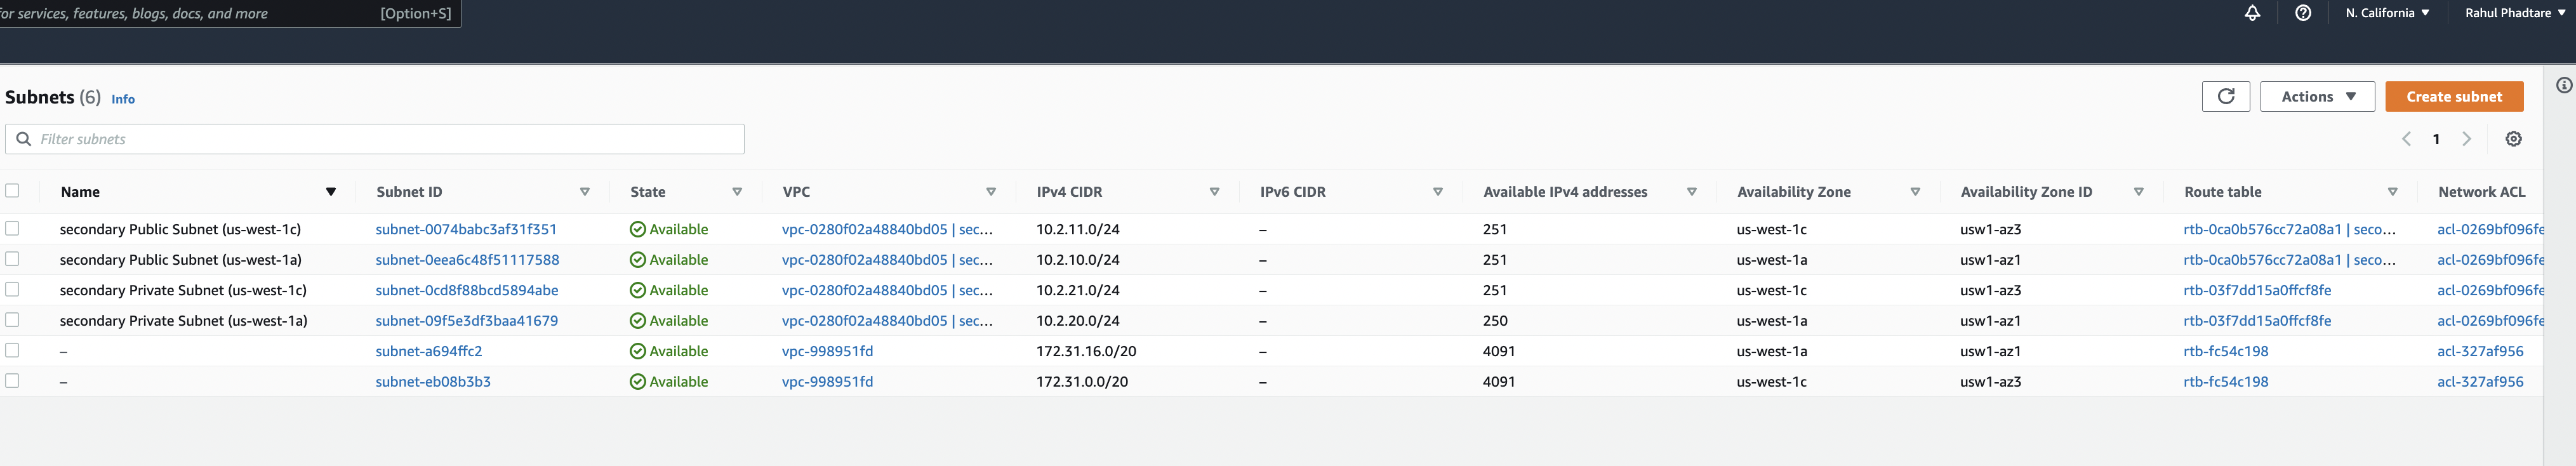 for services, features, blogs, docs, and more [Option+S] N. California Rahul Phadtare
Subnets (6) Info Actions Create subnet
Filter subnets 1
Name Subnet ID State VPC IPv4 CIDR IPv6 CIDR Available IPv4 addresses Availability Zone Availability Zone ID Route table Network ACL
secondary Public Subnet (us-west-1c) subnet-0074babc3af31f351 Available vpc-0280f02a48840bd05 | sec... 10.2.11.0/24 – 251 us-west-1c usw1-az3 rtb-0ca0b576cc72a08a1 | seco... acl-0269bf096fe
secondary Public Subnet (us-west-1a) subnet-0eea6c48f51117588 Available vpc-0280f02a48840bd05 | sec... 10.2.10.0/24 – 251 us-west-1a usw1-az1 rtb-0ca0b576cc72a08a1 | seco... acl-0269bf096fe
secondary Private Subnet (us-west-1c) subnet-0cd8f88bcd5894abe Available vpc-0280f02a48840bd05 | sec... 10.2.21.0/24 – 251 us-west-1c usw1-az3 rtb-03f7dd15a0ffcf8fe acl-0269bf096fe
secondary Private Subnet (us-west-1a) subnet-09f5e3df3baa41679 Available vpc-0280f02a48840bd05 | sec... 10.2.20.0/24 – 250 us-west-1a usw1-az1 rtb-03f7dd15a0ffcf8fe acl-0269bf096fe
– subnet-a694ffc2 Available vpc-998951fd 172.31.16.0/20 – 4091 us-west-1a usw1-az1 rtb-fc54c198 acl-327af956
– subnet-eb08b3b3 Available vpc-998951fd 172.31.0.0/20 – 4091 us-west-1c usw1-az3 rtb-fc54c198 acl-327af956